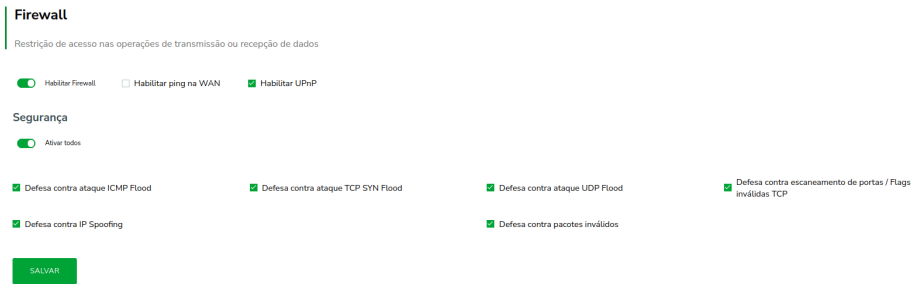 Firewall
Restrição de acesso nas operações de transmissão ou recepção de dados
Habilitar Firewall Habilitar ping na WAN Habilitar UPnP
Segurança
Ativar todos
Defesa contra ataque ICMP Flood Defesa contra ataque TCP SYN Flood Defesa contra ataque UDP Flood Defesa contra escaneamento de portas / Flags
inválidas TCP
Defesa contra IP Spoofing Defesa contra pacotes inválidos
SALVAR